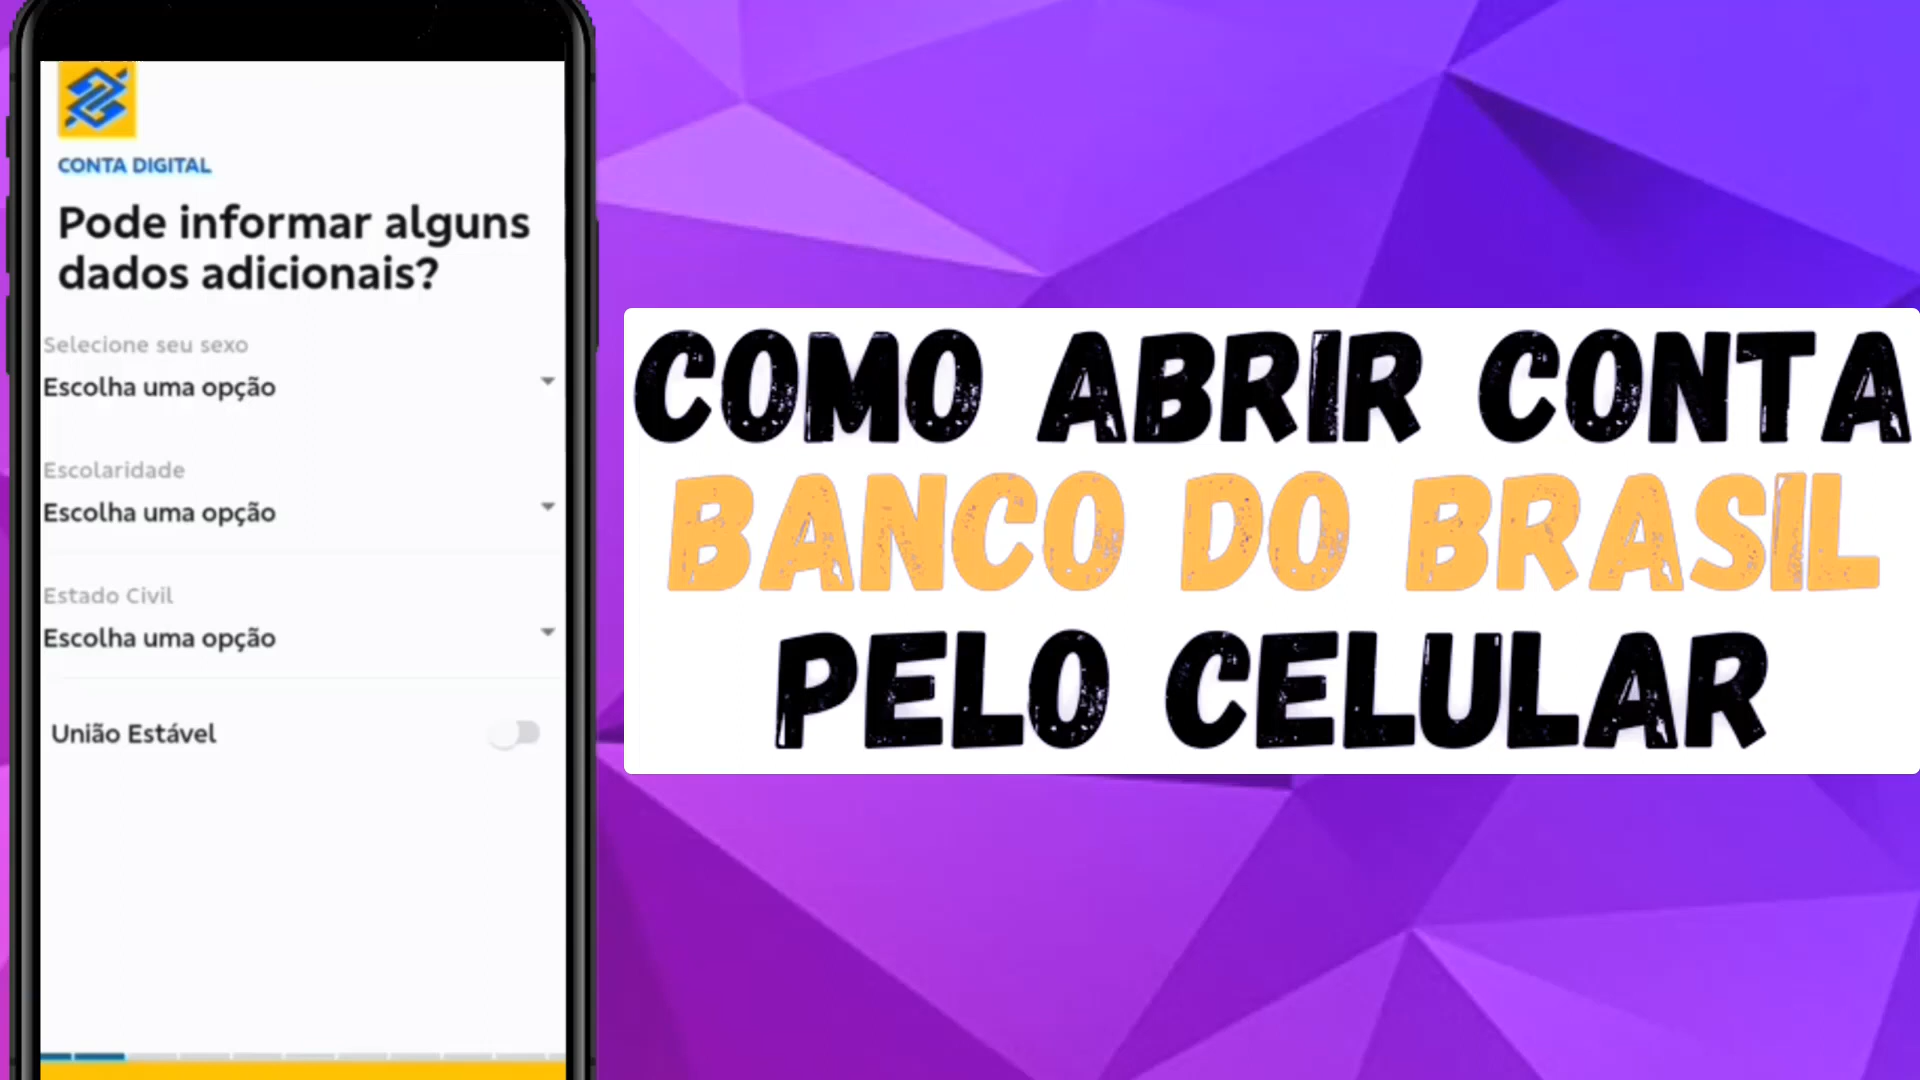 CONTA DIGITAL
Pode informar alguns
dados adicionais?
Selecione seu sexo
Escolha uma opção
Escolaridade
Escolha uma opção
Estado Civil
Escolha uma opção
União Estável
COMO ABRIR CONTA
BANCO DO BRASIL
PELO CELULAR